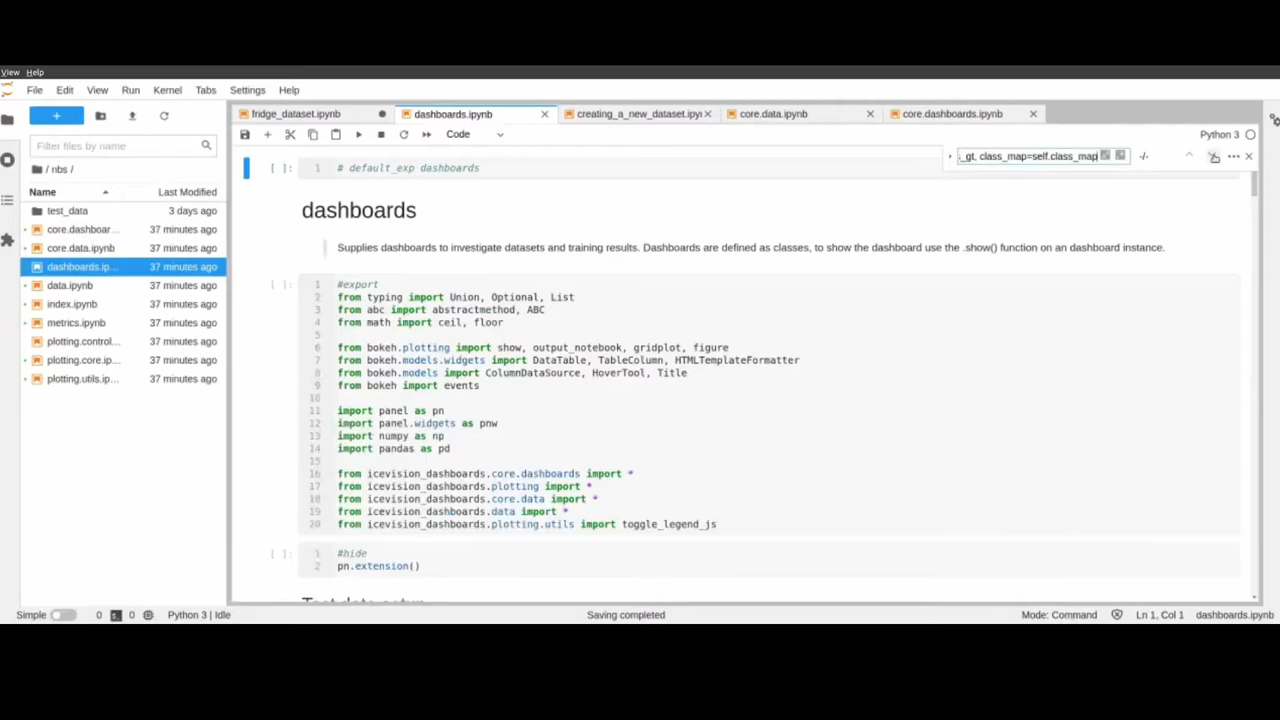 View Help
File Edit View Run Kernel Tabs Settings Help
fridge_dataset.ipynb dashboards.ipynb creating_a_new_dataset.ipyı core.data.ipynb core.dashboards.ipynb
Code Python 3
Filter files by name
_gt, class_map=self.class_map -/-
/ nbs /
Name Last Modified
test_data 3 days ago
core.dashboar... 37 minutes ago
core.data.ipynb 37 minutes ago
dashboards.ip... 37 minutes ago
data.ipynb 37 minutes ago
index.ipynb 37 minutes ago
metrics.ipynb 37 minutes ago
plotting.control... 37 minutes ago
plotting.core.ip... 37 minutes ago
plotting.utils.ip... 37 minutes ago
[ ]: 1 # default_exp dashboards
dashboards
Supplies dashboards to investigate datasets and training results. Dashboards are defined as classes, to show the dashboard use the .show() function on an dashboard instance.
[ ]: 1 #export
2 from typing import Union, Optional, List
3 from abc import abstractmethod, ABC
4 from math import ceil, floor
5
6 from bokeh.plotting import show, output_notebook, gridplot, figure
7 from bokeh.models.widgets import DataTable, TableColumn, HTMLTemplateFormatter
8 from bokeh.models import ColumnDataSource, HoverTool, Title
9 from bokeh import events
10
11 import panel as pn
12 import panel.widgets as pnw
13 import numpy as np
14 import pandas as pd
15
16 from icevision_dashboards.core.dashboards import *
17 from icevision_dashboards.plotting import *
18 from icevision_dashboards.core.data import *
19 from icevision_dashboards.data import *
20 from icevision_dashboards.plotting.utils import toggle_legend_js
[ ]: 1 #hide
2 pn.extension()
Simple 0 0 Python 3 | Idle Saving completed Mode: Command Ln 1, Col 1 dashboards.ipynb